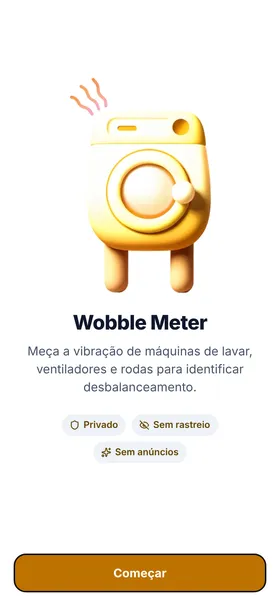 Wobble Meter
Meça a vibração de máquinas de lavar,
ventiladores e rodas para identificar
desbalanceamento.
Privado
Sem rastreio
Sem anúncios
Começar